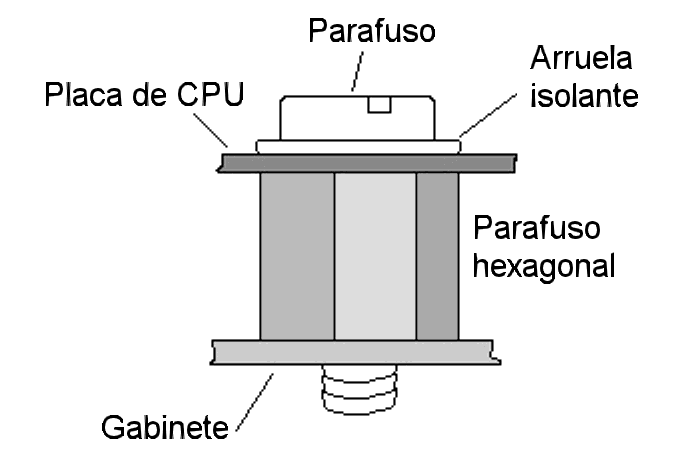 Parafuso
Arruela
isolante
Placa de CPU
Parafuso
hexagonal
Gabinete